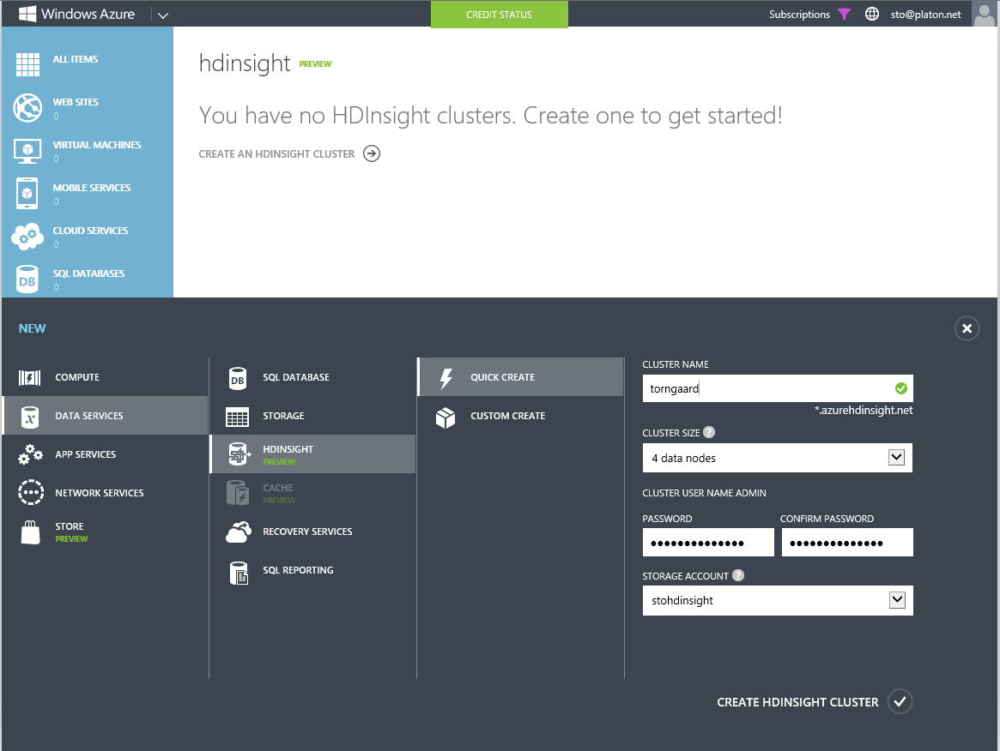 Windows Azure
CREDIT STATUS
Subscriptions
sto@platon.net
ALL ITEMS
WEB SITES
0
VIRTUAL MACHINES
0
MOBILE SERVICES
0
CLOUD SERVICES
0
DB
SQL DATABASES
0
hdinsight PREVIEW
You have no HDInsight clusters. Create one to get started!
CREATE AN HDINSIGHT CLUSTER
NEW
COMPUTE
DATA SERVICES
APP SERVICES
NETWORK SERVICES
STORE
PREVIEW
DB
SQL DATABASE
STORAGE
HDINSIGHT
PREVIEW
CACHE
PREVIEW
RECOVERY SERVICES
SQL REPORTING
QUICK CREATE
CUSTOM CREATE
CLUSTER NAME
torngaard
*.azurehdinsight.net
CLUSTER SIZE ?
4 data nodes
CLUSTER USER NAME ADMIN
PASSWORD
CONFIRM PASSWORD
••••••••••••••
••••••••••••••
STORAGE ACCOUNT ?
stohdinsight
CREATE HDINSIGHT CLUSTER